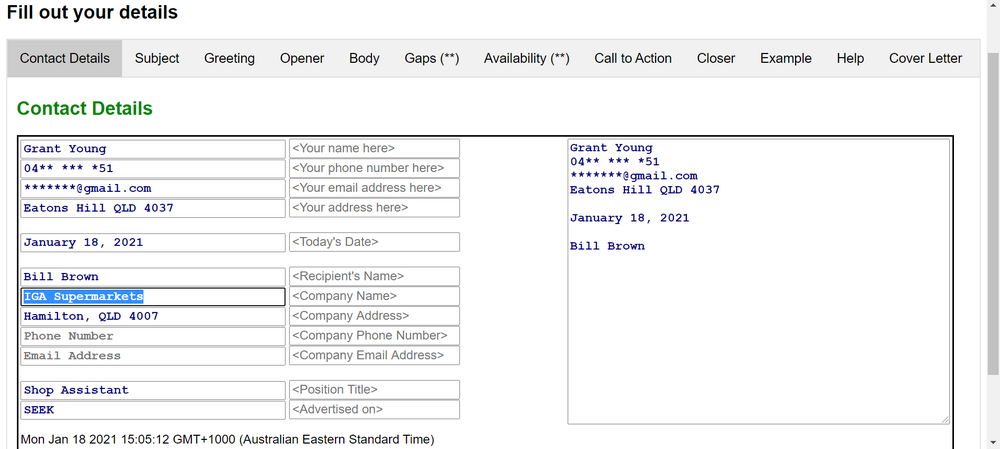 Fill out your details
Contact Details Subject Greeting Opener Body Gaps (**) Availability (**) Call to Action Closer Example Help Cover Letter
Contact Details
Grant Young <Your name here>
04** *** *51 <Your phone number here>
*******@gmail.com <Your email address here>
Eatons Hill QLD 4037 <Your address here>
January 18, 2021 <Today's Date>
Bill Brown <Recipient's Name>
IGA Supermarkets <Company Name>
Hamilton, QLD 4007 <Company Address>
Phone Number <Company Phone Number>
Email Address <Company Email Address>
Shop Assistant <Position Title>
SEEK <Advertised on>
Grant Young
04** *** *51
*******@gmail.com
Eatons Hill QLD 4037
January 18, 2021
Bill Brown
Mon Jan 18 2021 15:05:12 GMT+1000 (Australian Eastern Standard Time)